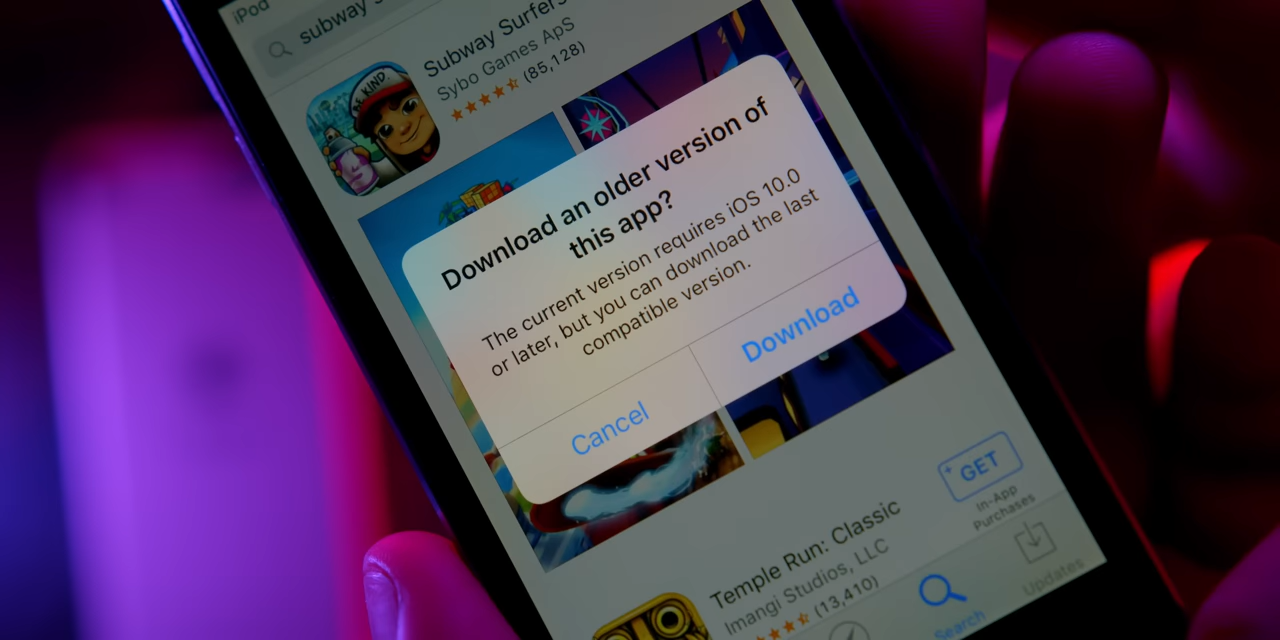 iPod
subway s
Subway Surfers
Sybo Games ApS
(85,128)
BE KIND
Download an older version of
this app?
The current version requires iOS 10.0
or later, but you can download the last
compatible version.
Cancel
Download
GET
In-App
Purchases
Temple Run: Classic
Imangi Studios, LLC
(13,410)
Search
Updates